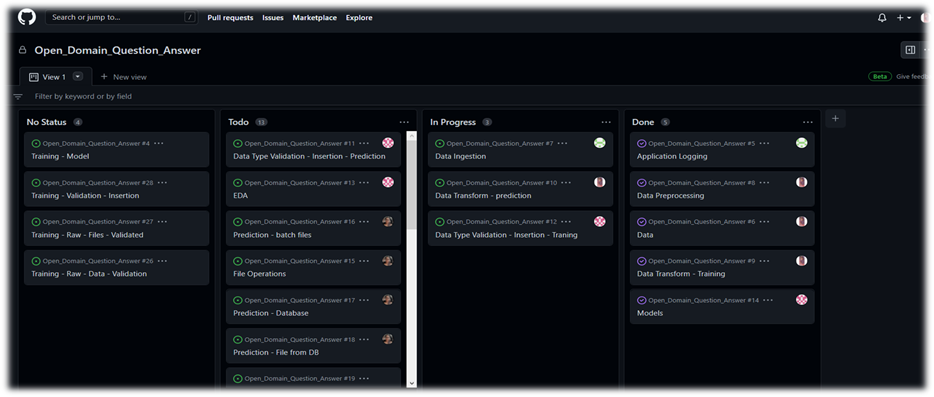 Search or jump to... /
Pull requests Issues Marketplace Explore
Open_Domain_Question_Answer
View 1 New view
Beta Give
Filter by keyword or by field
No Status 4
Open_Domain_Question_Answer #4
Training - Model
Open_Domain_Question_Answer #28
Training - Validation - Insertion
Open_Domain_Question_Answer #27
Training - Raw - Files - Validated
Open_Domain_Question_Answer #26
Training - Raw - Data - Validation
Todo 13
Open_Domain_Question_Answer #11
Data Type Validation - Insertion - Prediction
Open_Domain_Question_Answer #13
EDA
Open_Domain_Question_Answer #16
Prediction - batch files
Open_Domain_Question_Answer #15
File Operations
Open_Domain_Question_Answer #17
Prediction - Database
Open_Domain_Question_Answer #18
Prediction - File from DB
Open_Domain_Question_Answer #19
In Progress 3
Open_Domain_Question_Answer #7
Data Ingestion
Open_Domain_Question_Answer #10
Data Transform - prediction
Open_Domain_Question_Answer #12
Data Type Validation - Insertion - Traning
Done 5
Open_Domain_Question_Answer #5
Application Logging
Open_Domain_Question_Answer #8
Data Preprocessing
Open_Domain_Question_Answer #6
Data
Open_Domain_Question_Answer #9
Data Transform - Training
Open_Domain_Question_Answer #14
Models